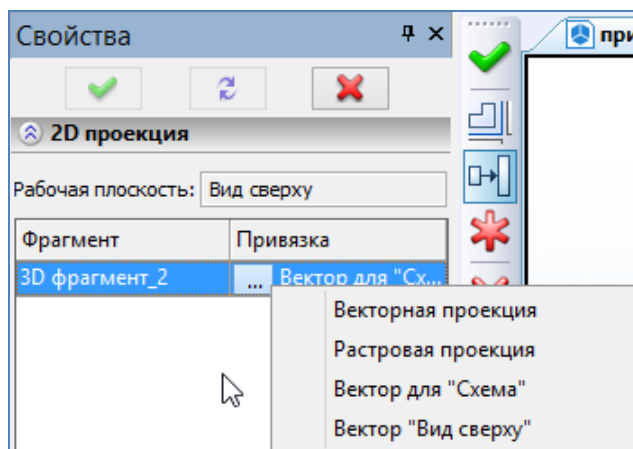 Свойства
при
2D проекция
Рабочая плоскость: Вид сверху
Фрагмент Привязка
3D фрагмент_2 ... Вектор для "Сх...
Векторная проекция
Растровая проекция
Вектор для "Схема"
Вектор "Вид сверху"